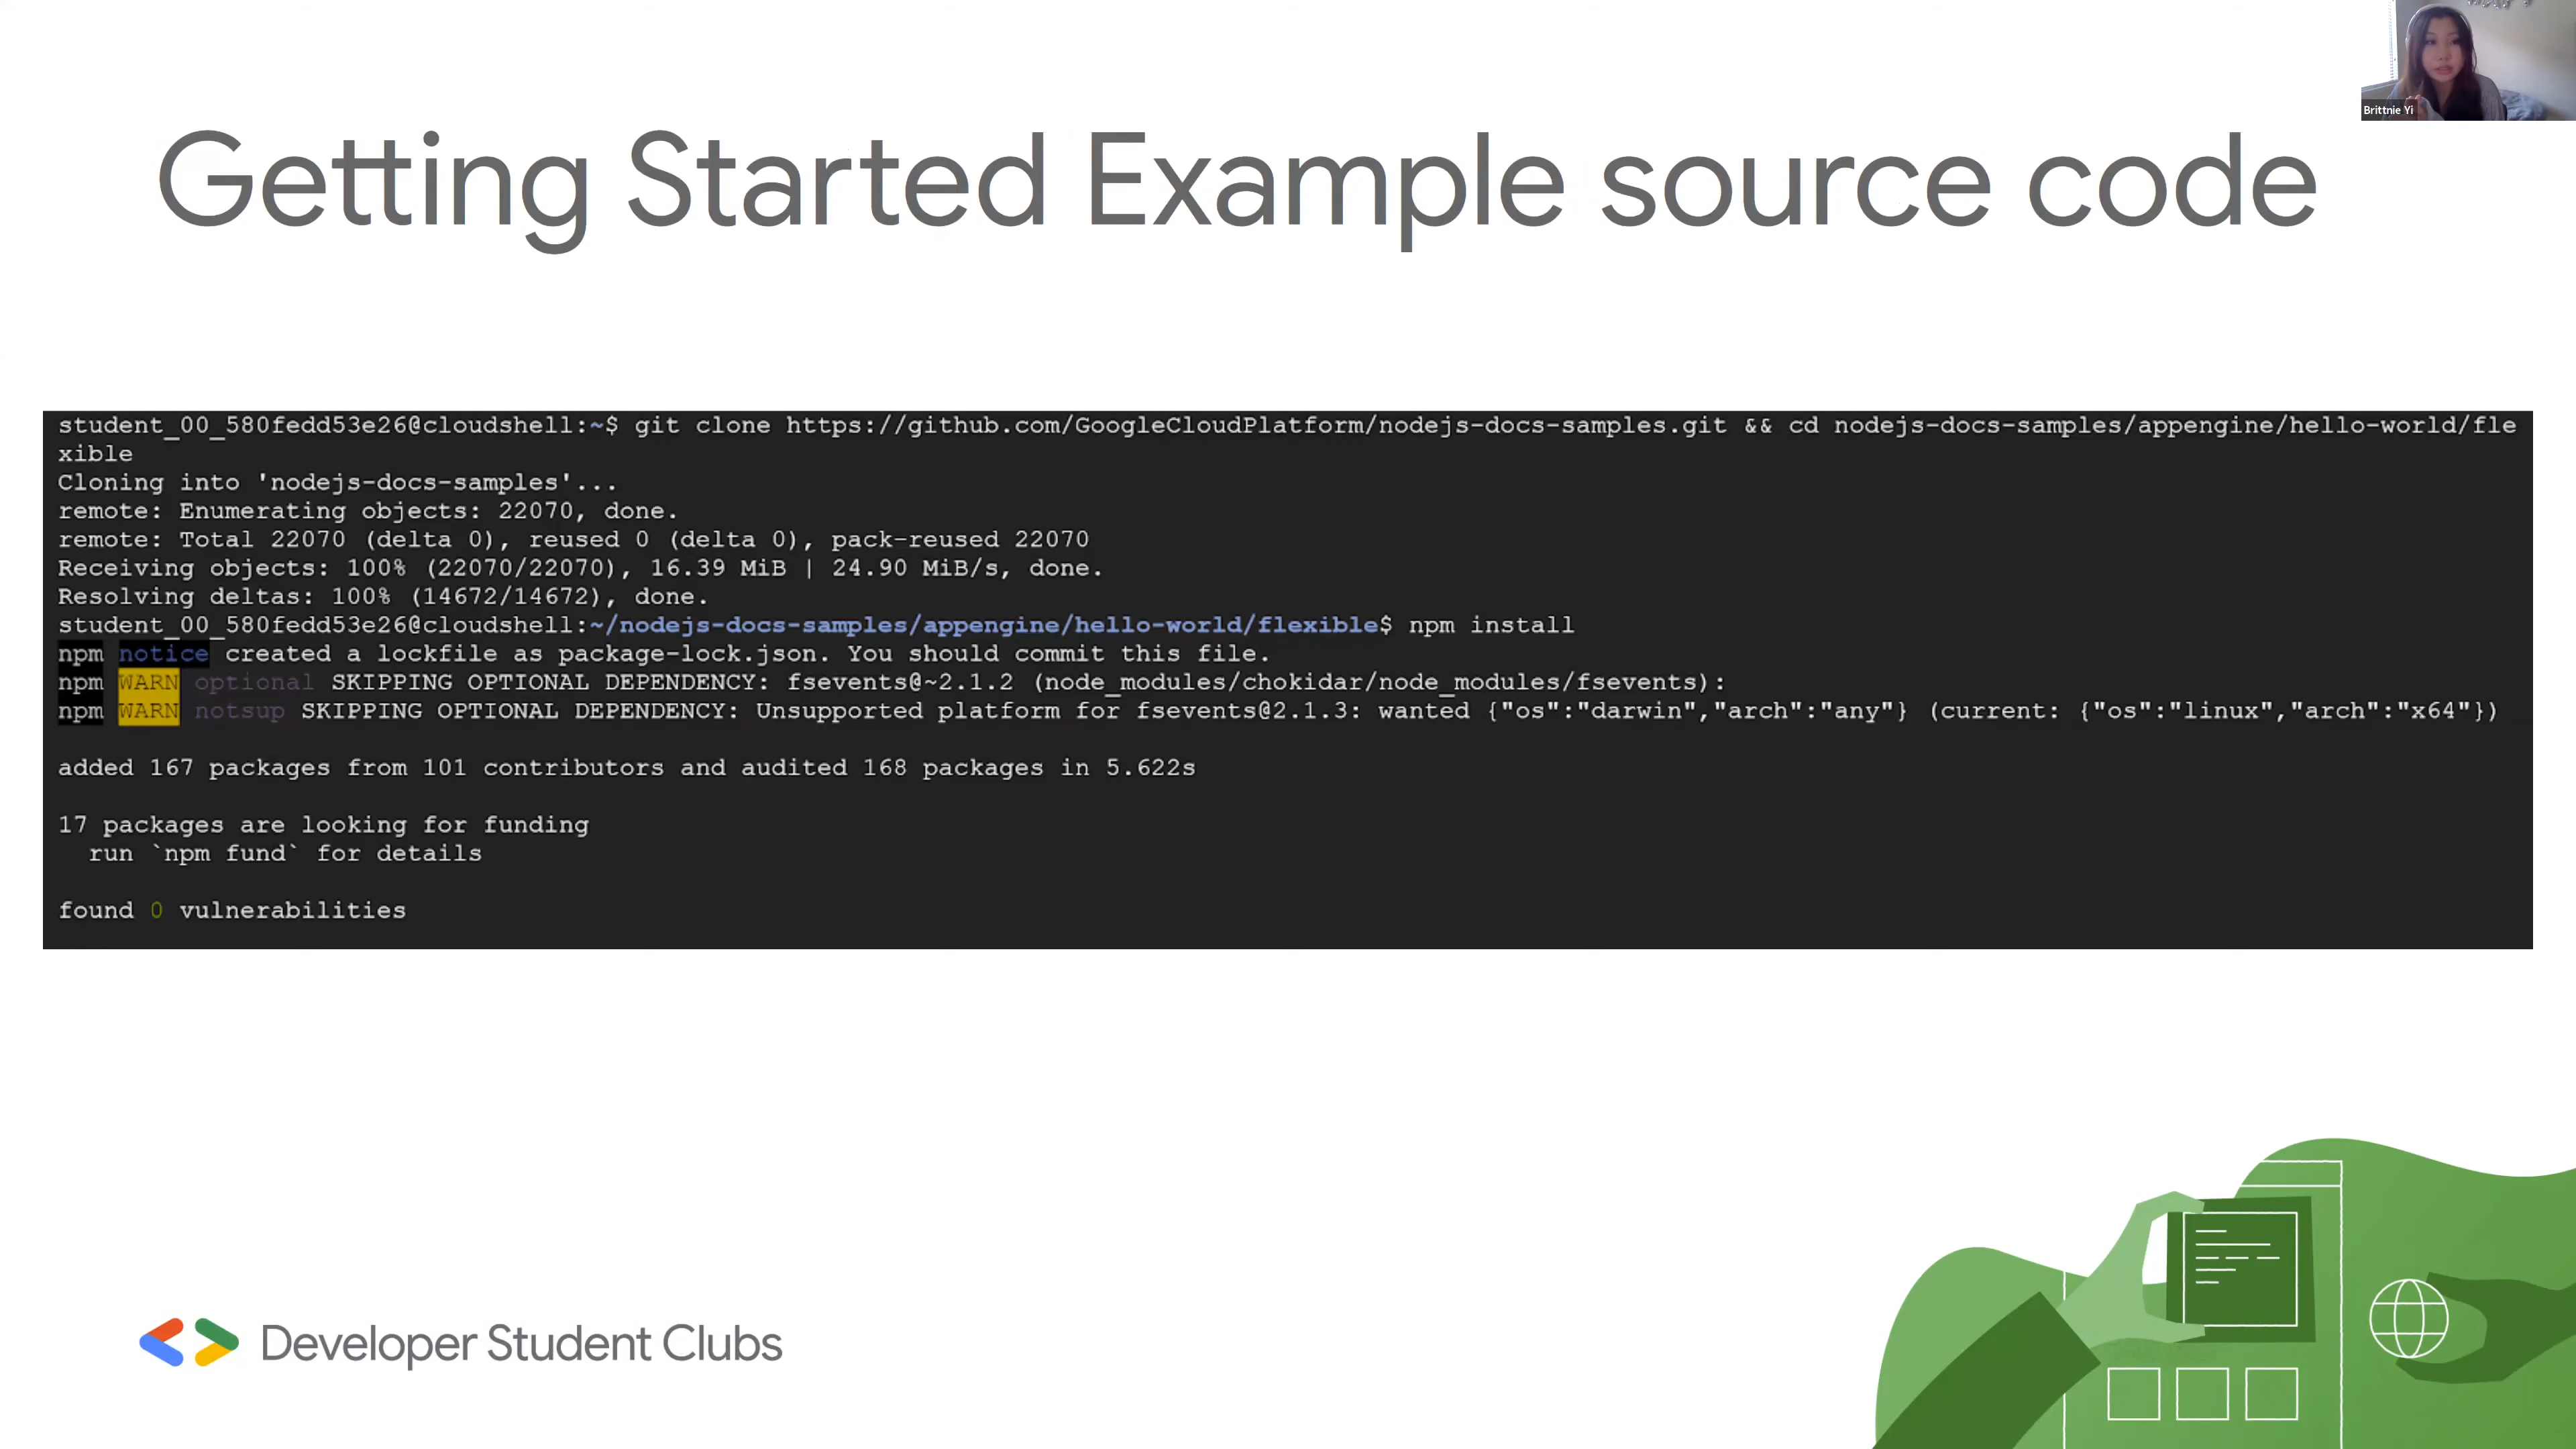 Brittnie Yi
Getting Started Example source code
student_00_580fedd53e26@cloudshell:~$ git clone https://github.com/GoogleCloudPlatform/nodejs-docs-samples.git && cd nodejs-docs-samples/appengine/hello-world/fle
xible
Cloning into 'nodejs-docs-samples'...
remote: Enumerating objects: 22070, done.
remote: Total 22070 (delta 0), reused 0 (delta 0), pack-reused 22070
Receiving objects: 100% (22070/22070), 16.39 MiB | 24.90 MiB/s, done.
Resolving deltas: 100% (14672/14672), done.
student_00_580fedd53e26@cloudshell:~/nodejs-docs-samples/appengine/hello-world/flexible$ npm install
npm notice created a lockfile as package-lock.json. You should commit this file.
npm WARN optional SKIPPING OPTIONAL DEPENDENCY: fsevents@~2.1.2 (node_modules/chokidar/node_modules/fsevents):
npm WARN notsup SKIPPING OPTIONAL DEPENDENCY: Unsupported platform for fsevents@2.1.3: wanted {"os":"darwin","arch":"any"} (current: {"os":"linux","arch":"x64"})
added 167 packages from 101 contributors and audited 168 packages in 5.622s
17 packages are looking for funding
run `npm fund` for details
found 0 vulnerabilities
Developer Student Clubs